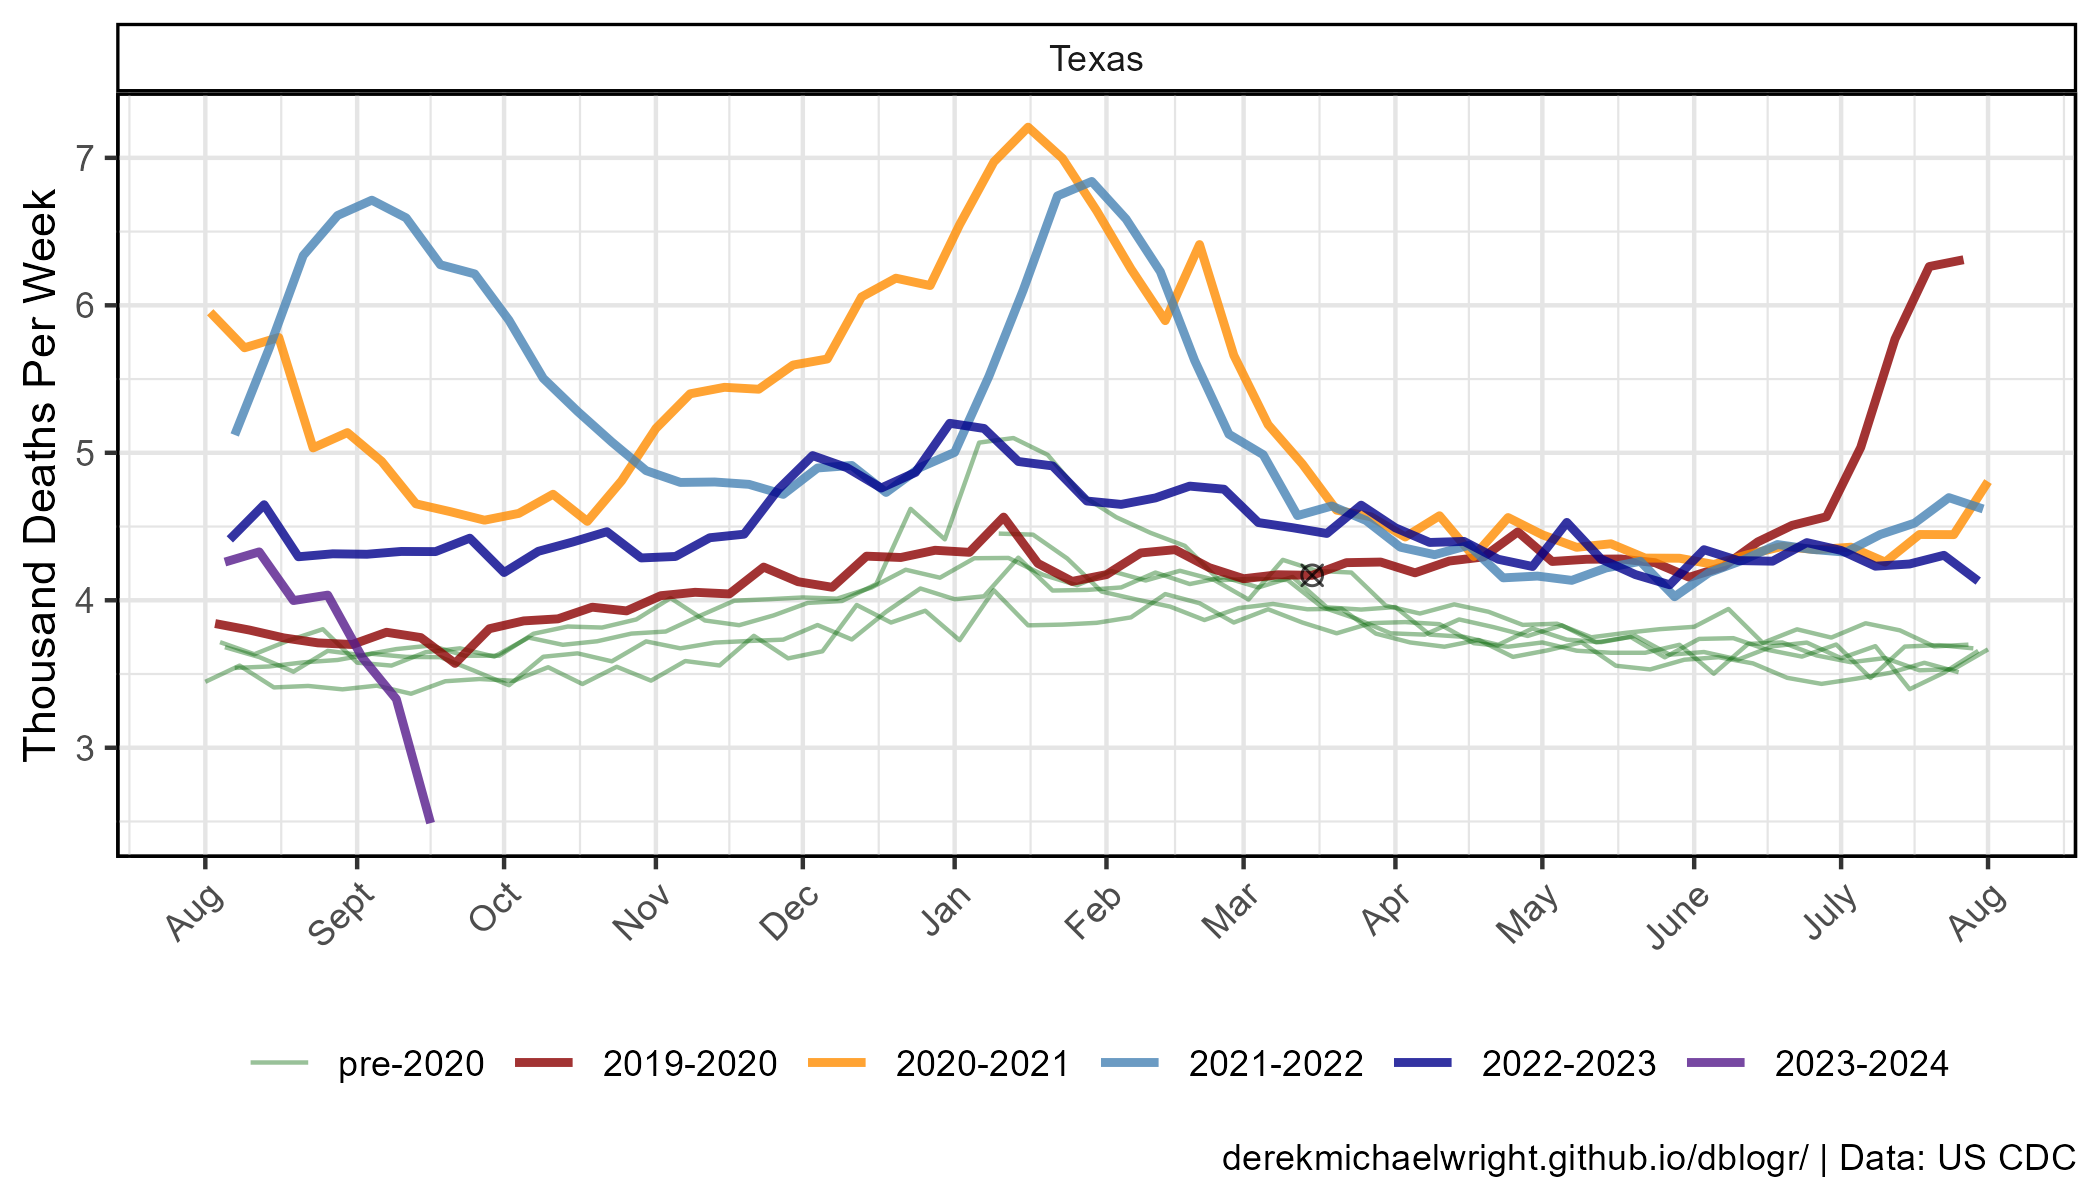 Texas
Thousand Deaths Per Week
7
6
5
4
3
Aug
Sept
Oct
Nov
Dec
Jan
Feb
Mar
Apr
May
June
July
Aug
pre-2020 2019-2020 2020-2021 2021-2022 2022-2023 2023-2024
derekmichaelwright.github.io/dblogr/ | Data: US CDC